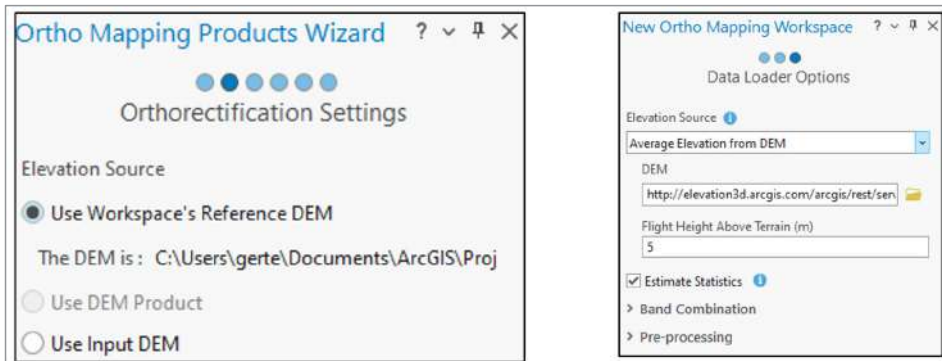 Ortho Mapping Products Wizard
Orthorectification Settings
Elevation Source
Use Workspace's Reference DEM
The DEM is : C:\Users\gerte\Documents\ArcGIS\Proj
Use DEM Product
Use Input DEM
New Ortho Mapping Workspace
Data Loader Options
Elevation Source
Average Elevation from DEM
DEM
http://elevation3d.arcgis.com/arcgis/rest/serv
Flight Height Above Terrain (m)
5
Estimate Statistics
Band Combination
Pre-processing